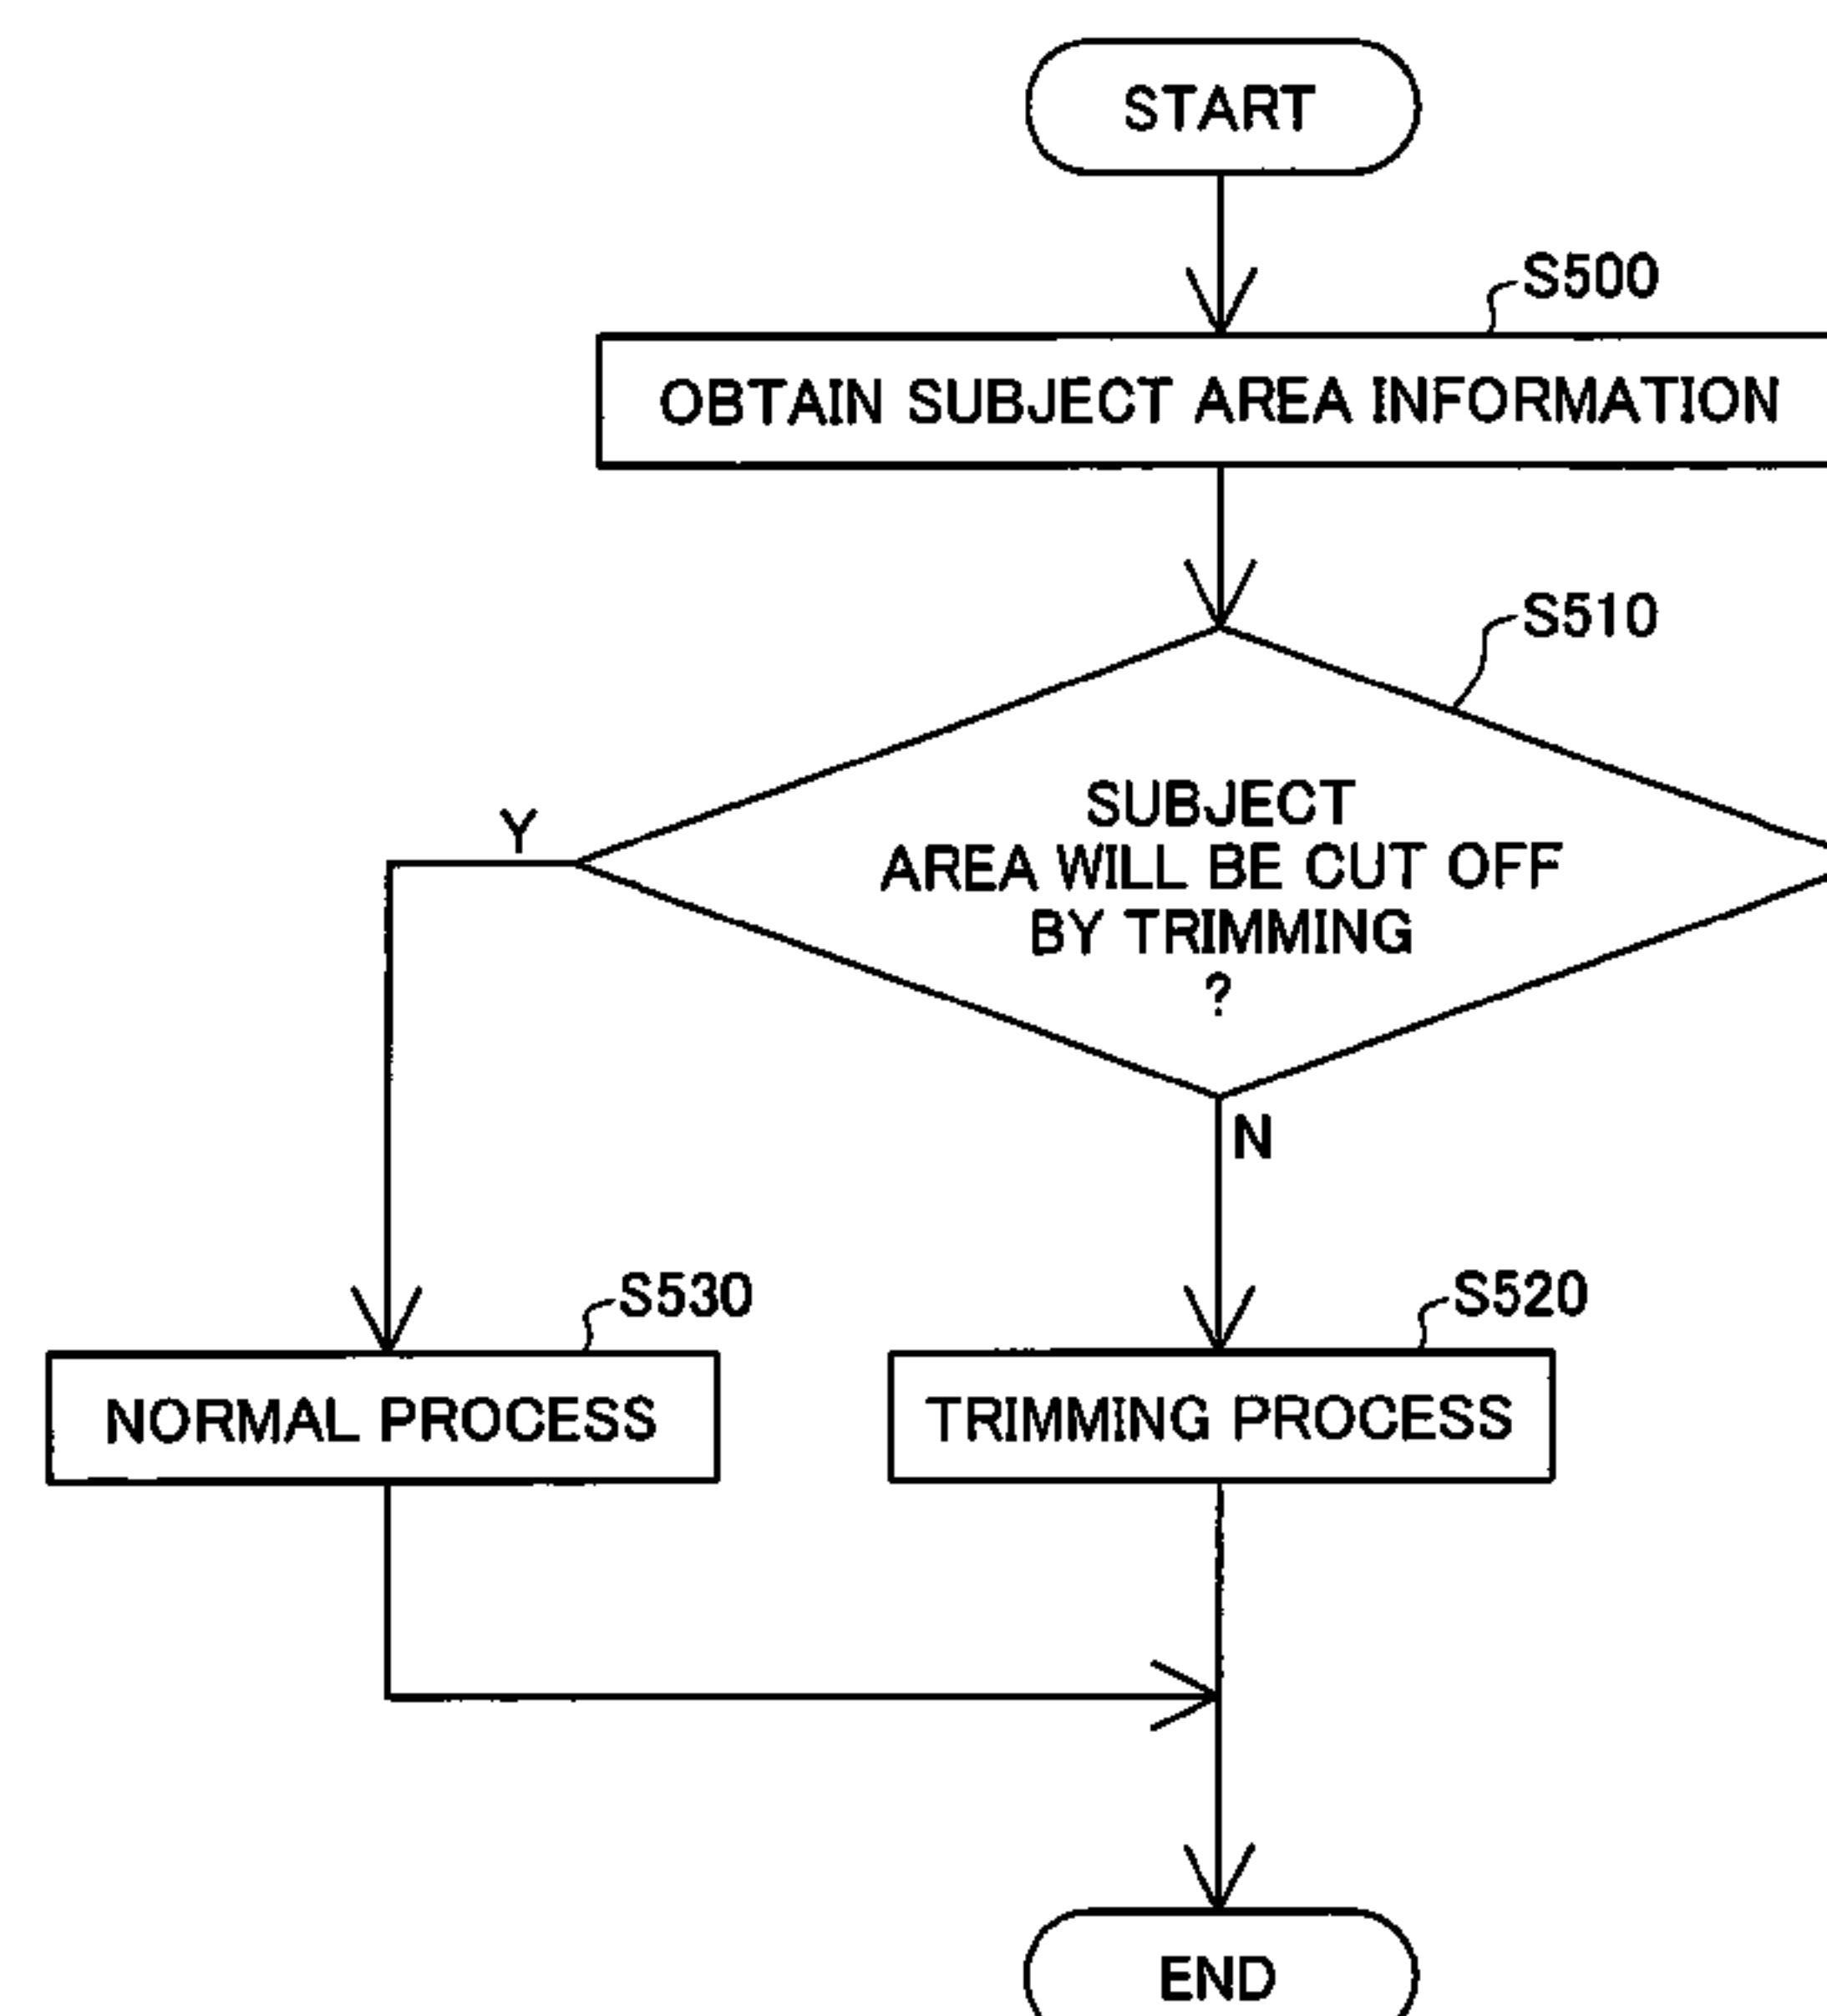 START
S500
OBTAIN SUBJECT AREA INFORMATION
S510
SUBJECT
AREA WILL BE CUT OFF
BY TRIMMING
?
Y
N
S530
S520
NORMAL PROCESS
TRIMMING PROCESS
END